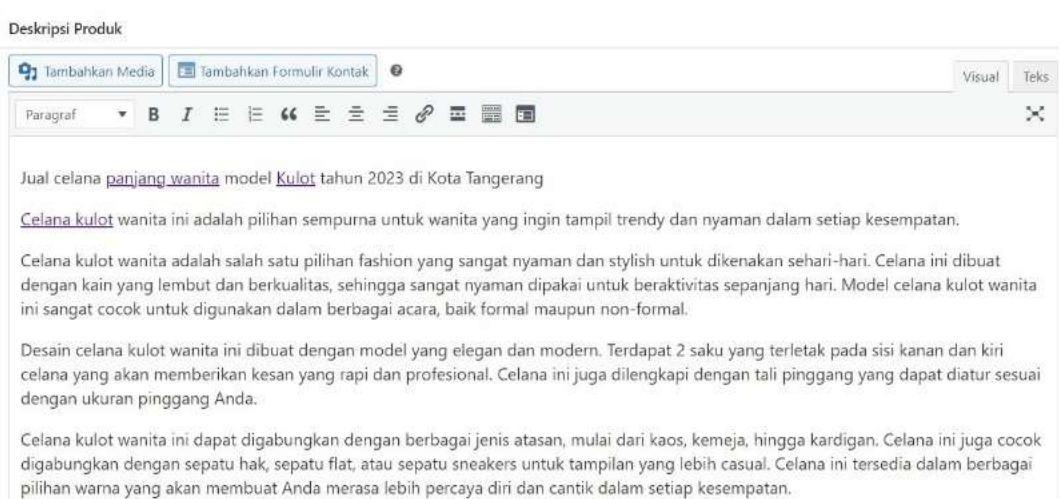 Deskripsi Produk
Tambahkan Media Tambahkan Formulir Kontak ? Visual Teks
Paragraf B I
Jual celana panjang wanita model Kulot tahun 2023 di Kota Tangerang
Celana kulot wanita ini adalah pilihan sempurna untuk wanita yang ingin tampil trendy dan nyaman dalam setiap kesempatan.
Celana kulot wanita adalah salah satu pilihan fashion yang sangat nyaman dan stylish untuk dikenakan sehari-hari. Celana ini dibuat
dengan kain yang lembut dan berkualitas, sehingga sangat nyaman dipakai untuk beraktivitas sepanjang hari. Model celana kulot wanita
ini sangat cocok untuk digunakan dalam berbagai acara, baik formal maupun non-formal.
Desain celana kulot wanita ini dibuat dengan model yang elegan dan modern. Terdapat 2 saku yang terletak pada sisi kanan dan kiri
celana yang akan memberikan kesan yang rapi dan profesional. Celana ini juga dilengkapi dengan tali pinggang yang dapat diatur sesuai
dengan ukuran pinggang Anda.
Celana kulot wanita ini dapat digabungkan dengan berbagai jenis atasan, mulai dari kaos, kemeja, hingga kardigan. Celana ini juga cocok
digabungkan dengan sepatu hak, sepatu flat, atau sepatu sneakers untuk tampilan yang lebih casual. Celana ini tersedia dalam berbagai
pilihan warna yang akan membuat Anda merasa lebih percaya diri dan cantik dalam setiap kesempatan.